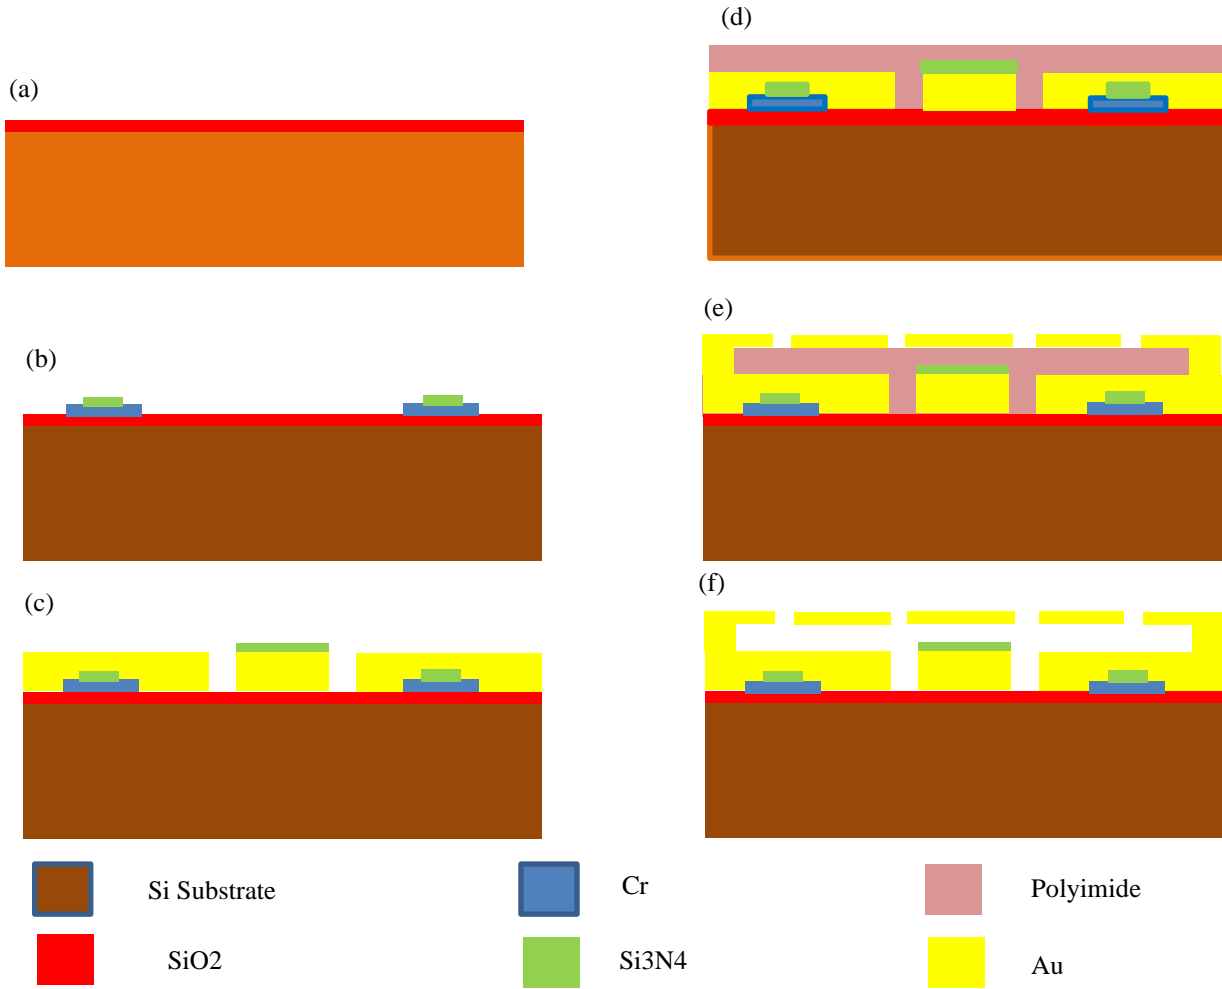 (a)
(b)
(c)
(d)
(e)
(f)
Si Substrate
Cr
Polyimide
SiO2
Si3N4
Au